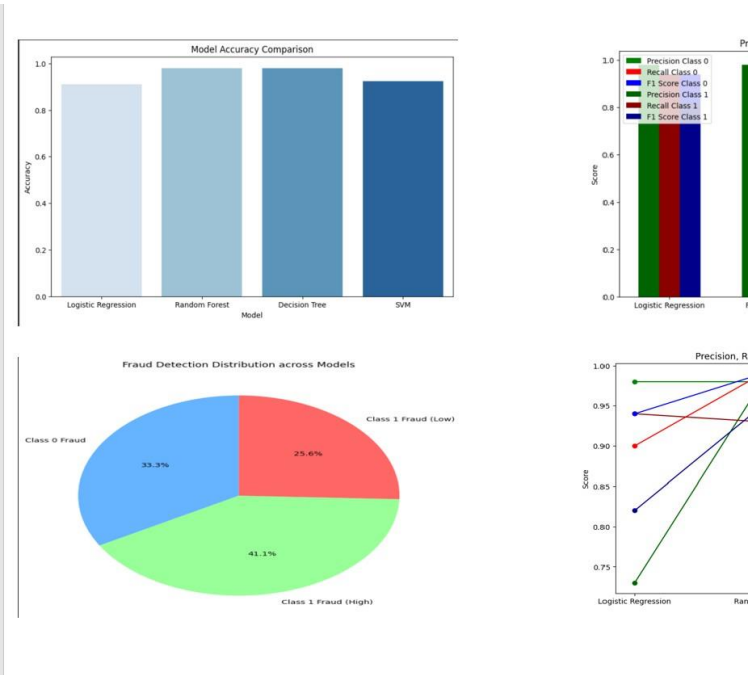 Model Accuracy Comparison
1.0
0.8
0.6
0.4
0.2
0.0
Accuracy
Logistic Regression
Random Forest
Decision Tree
SVM
Model
1.0
0.8
0.6
0.4
0.2
0.0
Score
Precision Class 0
Recall Class 0
F1 Score Class 0
Precision Class 1
Recall Class 1
F1 Score Class 1
Logistic Regression
Fraud Detection Distribution across Models
Class 0 Fraud
33.3%
Class 1 Fraud (Low)
25.6%
41.1%
Class 1 Fraud (High)
Precision, R
1.00
0.95
0.90
0.85
0.80
0.75
Score
Logistic Regression
Ran